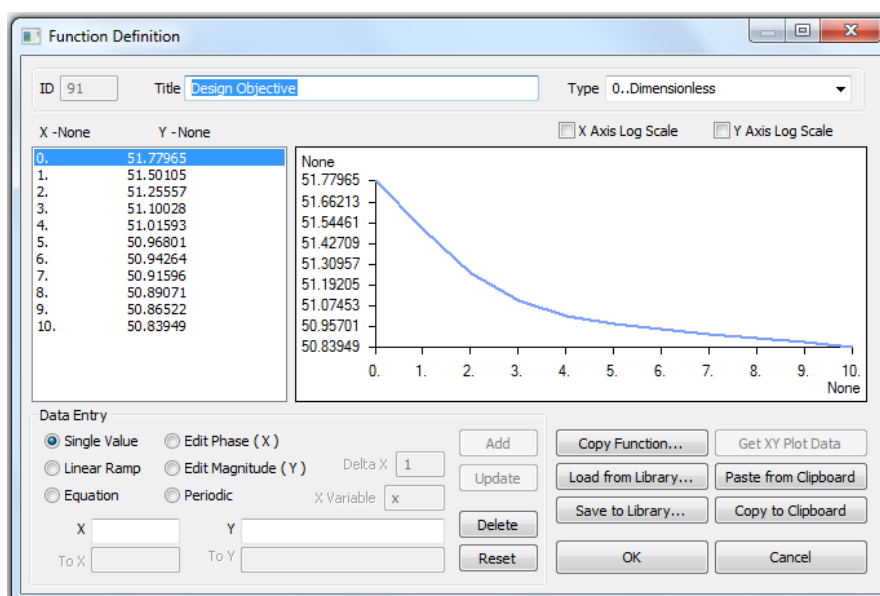 Function Definition
ID 91 Title Design Objective Type 0..Dimensionless
X -None Y -None X Axis Log Scale Y Axis Log Scale
0. 51.77965
1. 51.50105
2. 51.25557
3. 51.10028
4. 51.01593
5. 50.96801
6. 50.94264
7. 50.91596
8. 50.89071
9. 50.86522
10. 50.83949
None
51.77965
51.66213
51.54461
51.42709
51.30957
51.19205
51.07453
50.95701
50.83949
0. 1. 2. 3. 4. 5. 6. 7. 8. 9. 10.
None
Data Entry
Single Value Edit Phase ( X ) Add Copy Function... Get XY Plot Data
Linear Ramp Edit Magnitude ( Y ) Delta X 1 Update Load from Library... Paste from Clipboard
Equation Periodic X Variable x Save to Library... Copy to Clipboard
X Y Delete
To X To Y Reset OK Cancel